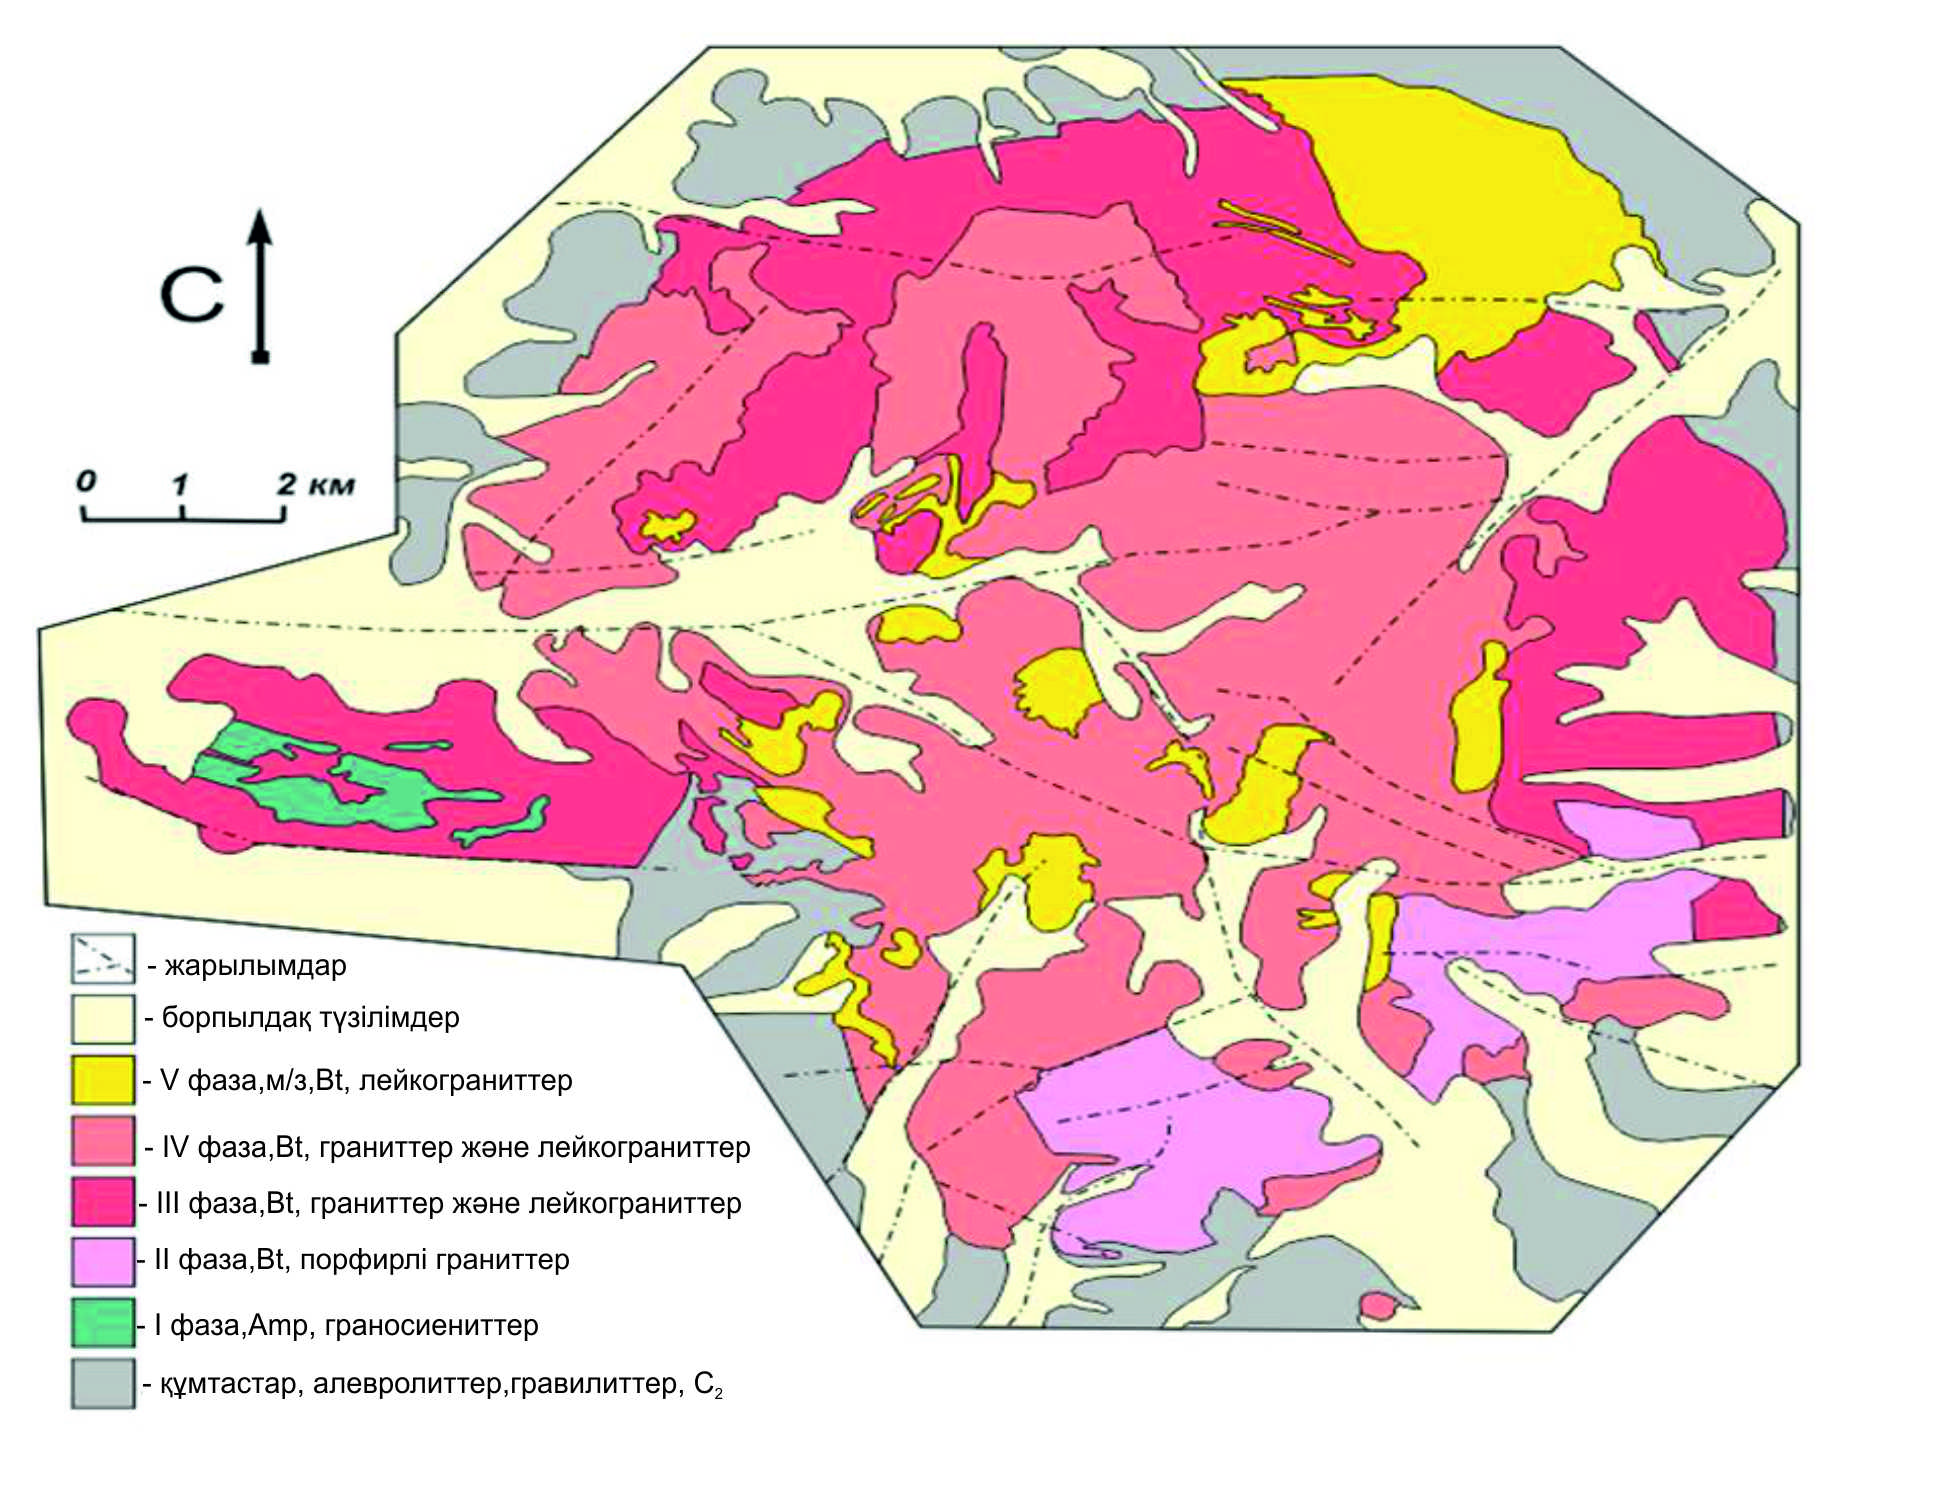 С
0 1 2 км
- жарылымдар
- борпылдақ түзілімдер
- V фаза,м/з,Bt, лейкограниттер
- IV фаза,Bt, граниттер және лейкограниттер
- III фаза,Bt, граниттер және лейкограниттер
- II фаза,Bt, порфирлі граниттер
- I фаза,Amp, граносиениттер
- құмтастар, алевролиттер,гравилиттер, С₂